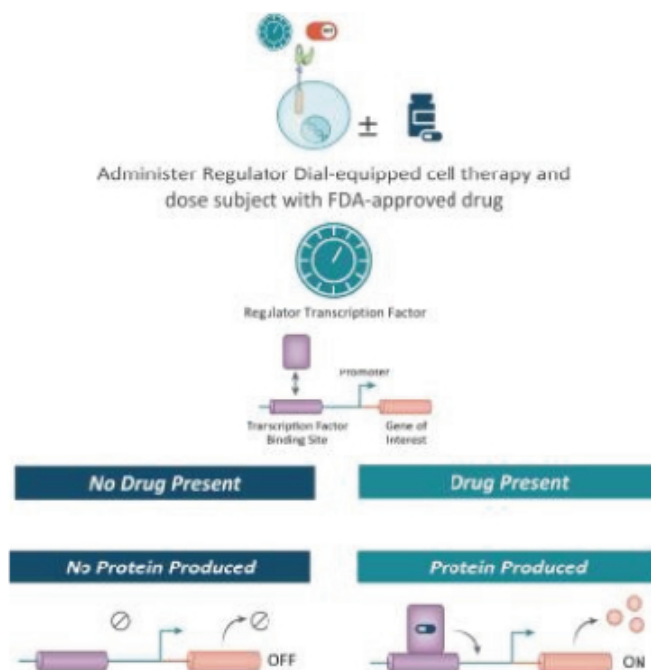 Administer Regulator Dial-equipped cell therapy and
dose subject with FDA-approved drug
Regulator Transcription Factor
Promoter
Transcription Factor
Binding Site
Gene of
Interest
No Drug Present
Drug Present
No Protein Produced
Protein Produced
OFF
ON